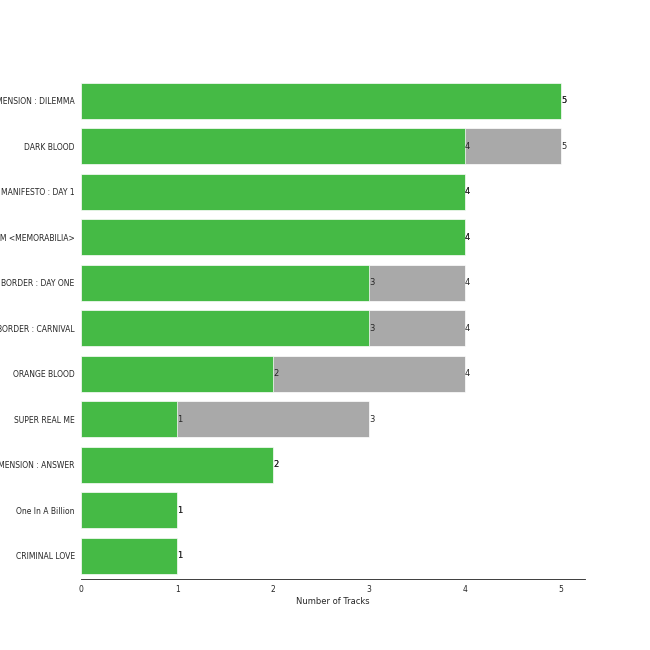 MENSION : DILEMMA 5
DARK BLOOD 4 5
MANIFESTO : DAY 1 4
M <MEMORABILIA> 4
BORDER : DAY ONE 3 4
BORDER : CARNIVAL 3 4
ORANGE BLOOD 2 4
SUPER REAL ME 1 3
MENSION : ANSWER 2
One In A Billion 1
CRIMINAL LOVE 1
0 1 2 3 4 5
Number of Tracks